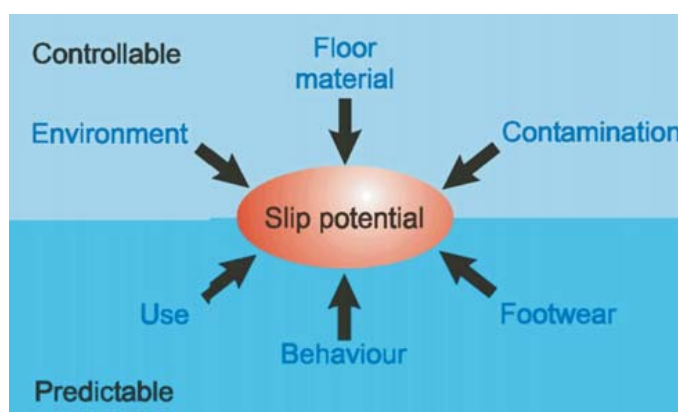 Controllable
Floor
material
Environment
Contamination
Slip potential
Use
Behaviour
Footwear
Predictable